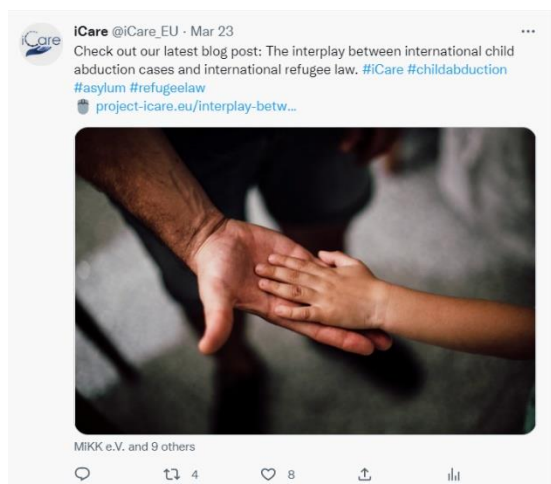 iCare
iCare @iCare_EU · Mar 23
Check out our latest blog post: The interplay between international child
abduction cases and international refugee law. #iCare #childabduction
#asylum #refugeelaw
project-icare.eu/interplay-betw...
MiKK e.V. and 9 others
4 8